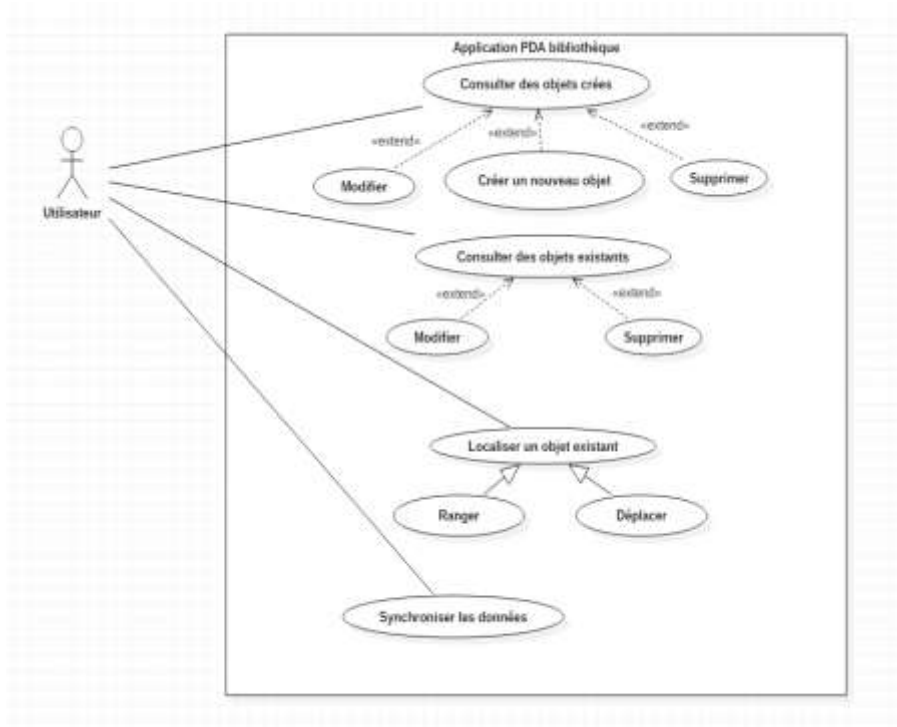 Application PDA bibliothèque
Consulter des objets crées
«extend»
«extend»
«extend»
Modifier
Créer un nouveau objet
Supprimer
Utilisateur
Consulter des objets existants
«extend»
«extend»
Modifier
Supprimer
Localiser un objet existant
Ranger
Déplacer
Synchroniser les données